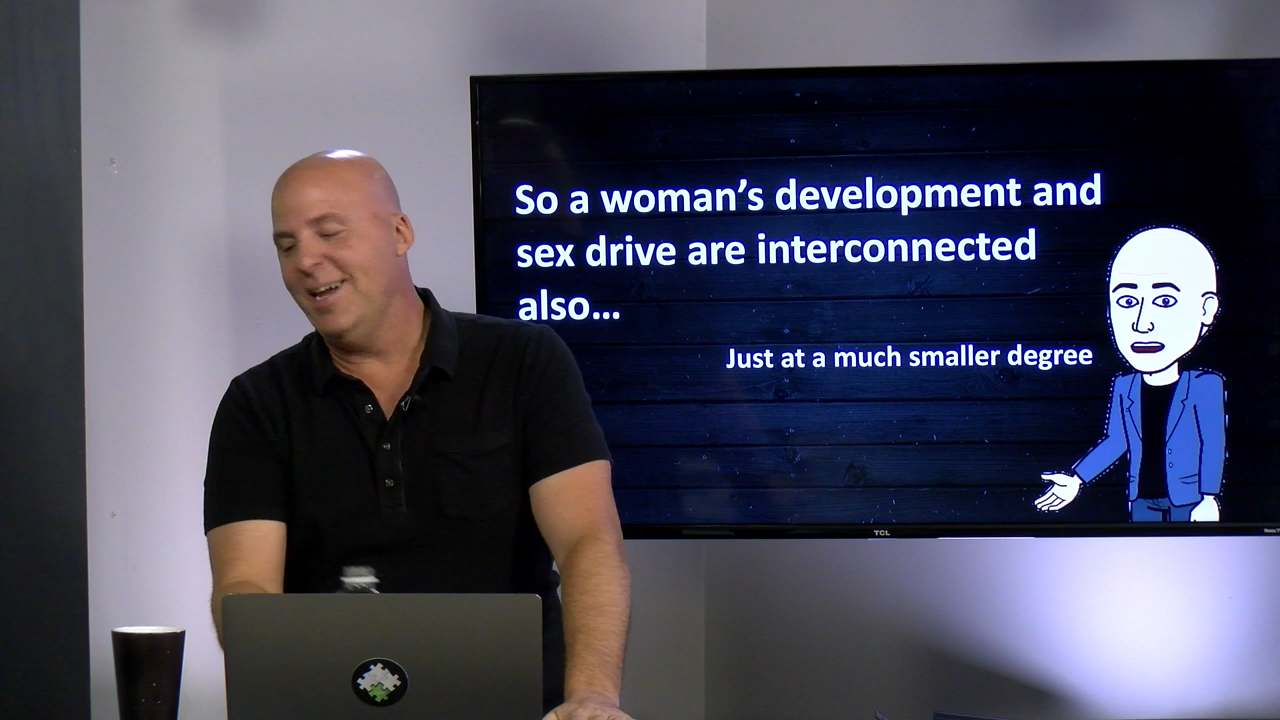 So a woman’s development and
sex drive are interconnected
also...
Just at a much smaller degree
TCL